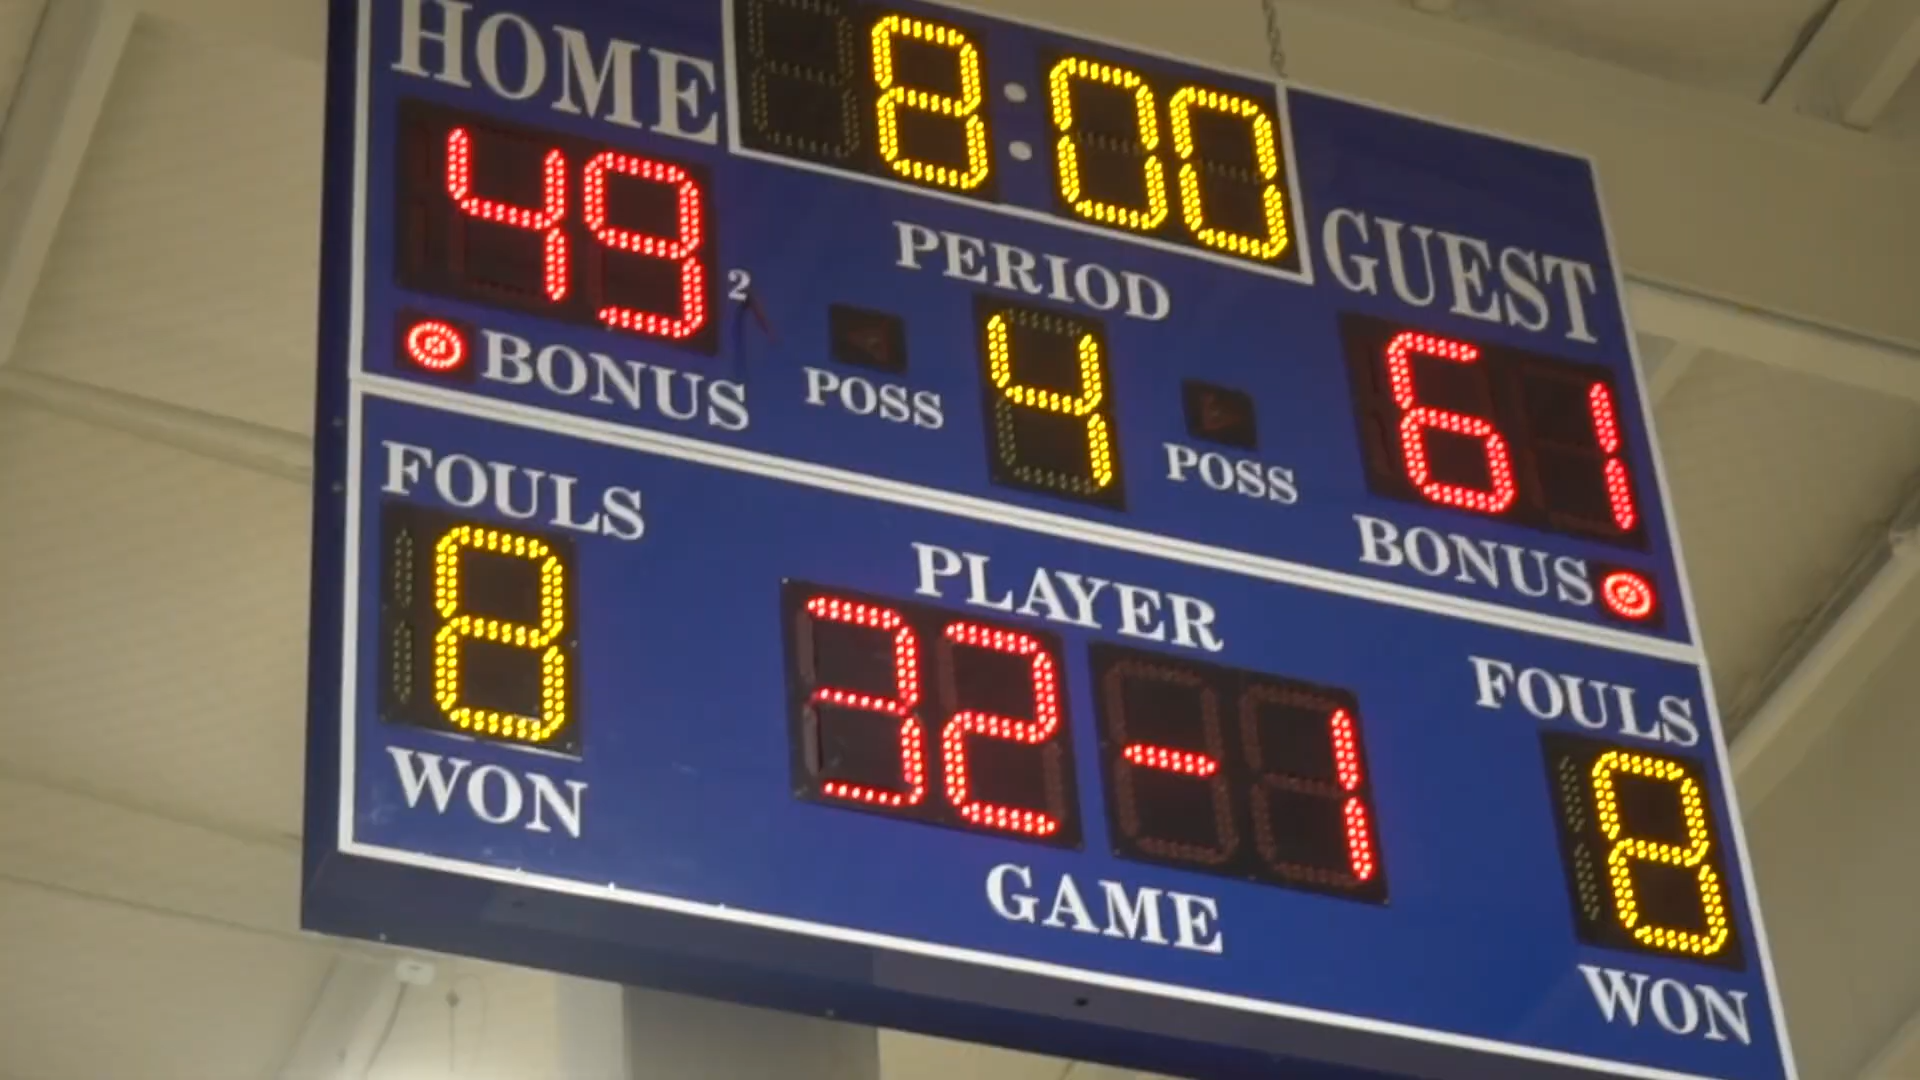 HOME 8:00 GUEST
49 2 PERIOD 61
BONUS POSS 4 POSS BONUS
FOULS PLAYER FOULS
8 32 -1 8
WON GAME WON